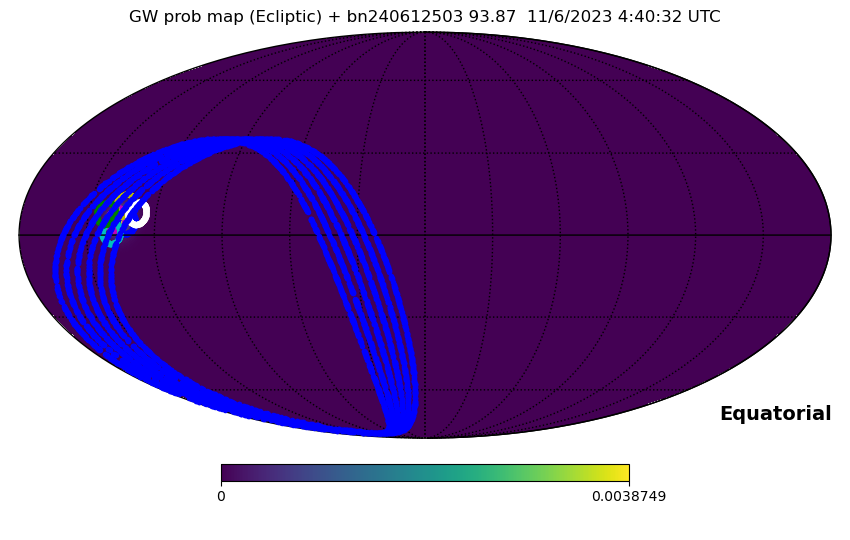 GW prob map (Ecliptic) + bn240612503 93.87 11/6/2023 4:40:32 UTC
Equatorial
0
0.0038749